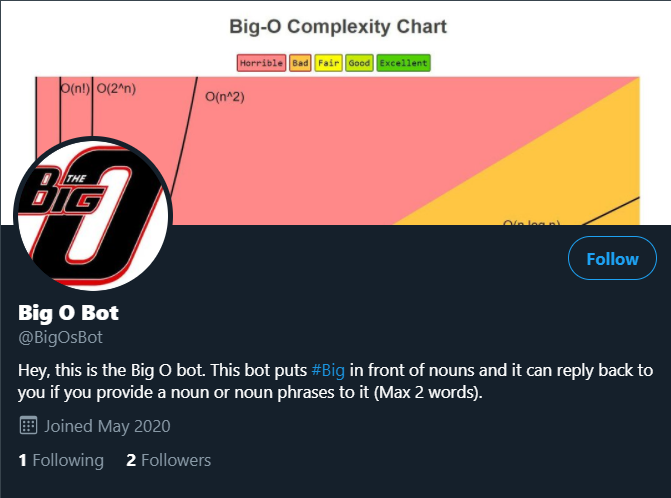 Big-O Complexity Chart
Horrible Bad Fair Good Excellent
O(n!) O(2^n)
O(n^2)
O(n log n)
THE
BIG
O
Follow
Big O Bot
@BigOsBot
Hey, this is the Big O bot. This bot puts #Big in front of nouns and it can reply back to
you if you provide a noun or noun phrases to it (Max 2 words).
Joined May 2020
1 Following 2 Followers